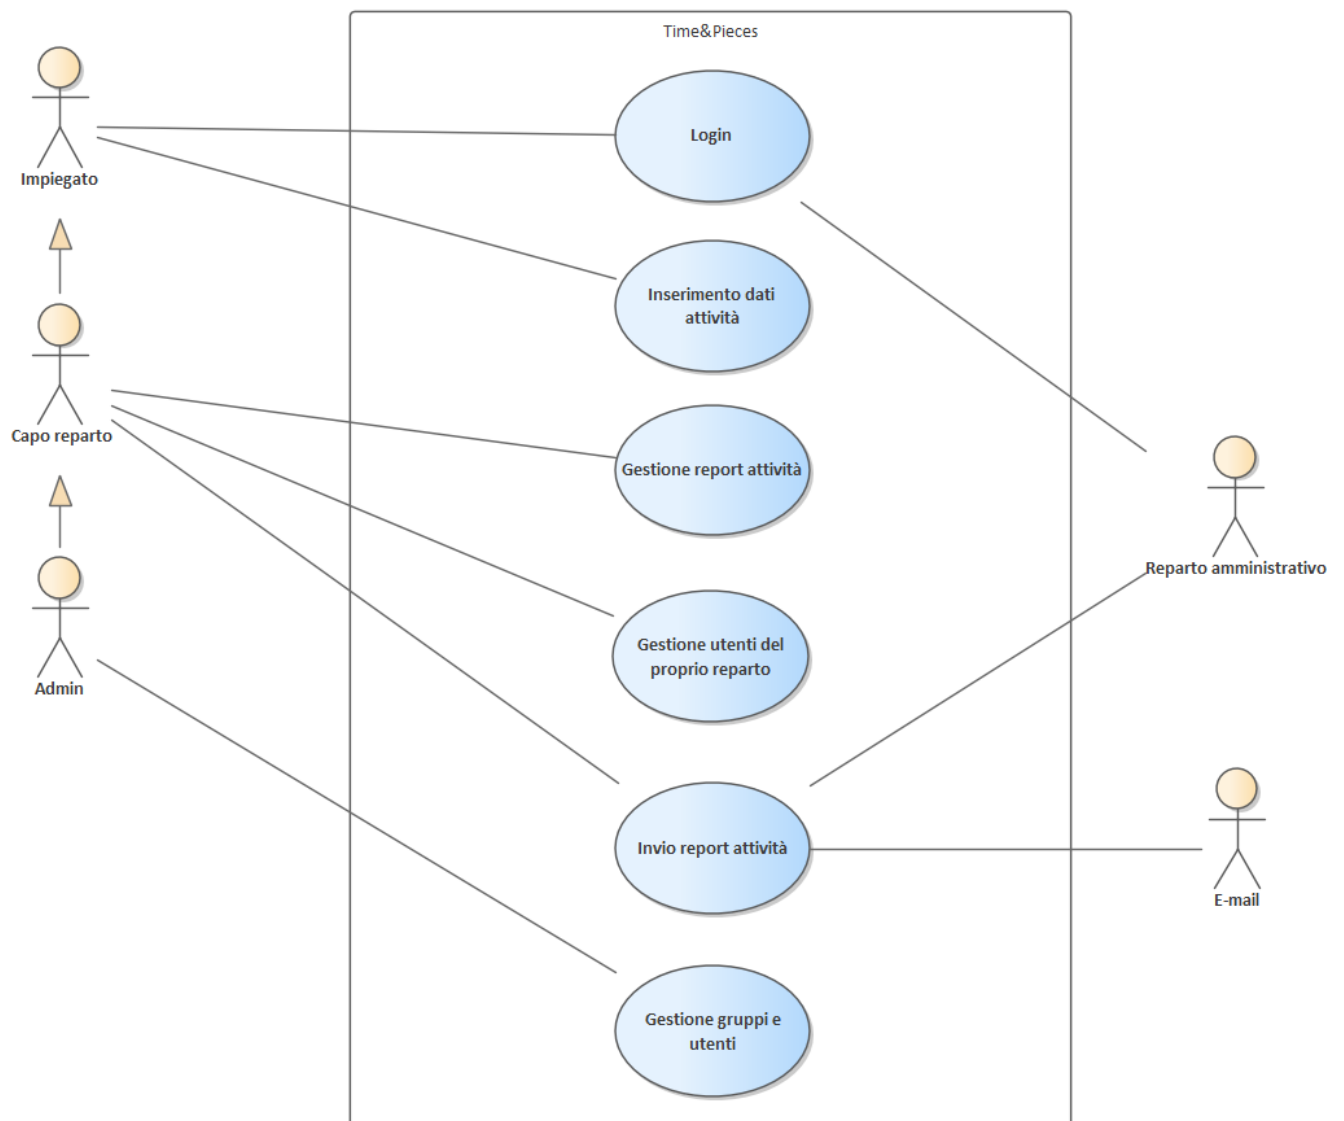 Time&Pieces
Login
Impiegato
Inserimento dati
attività
Capo reparto
Gestione report attività
Reparto amministrativo
Gestione utenti del
proprio reparto
Admin
Invio report attività
E-mail
Gestione gruppi e
utenti